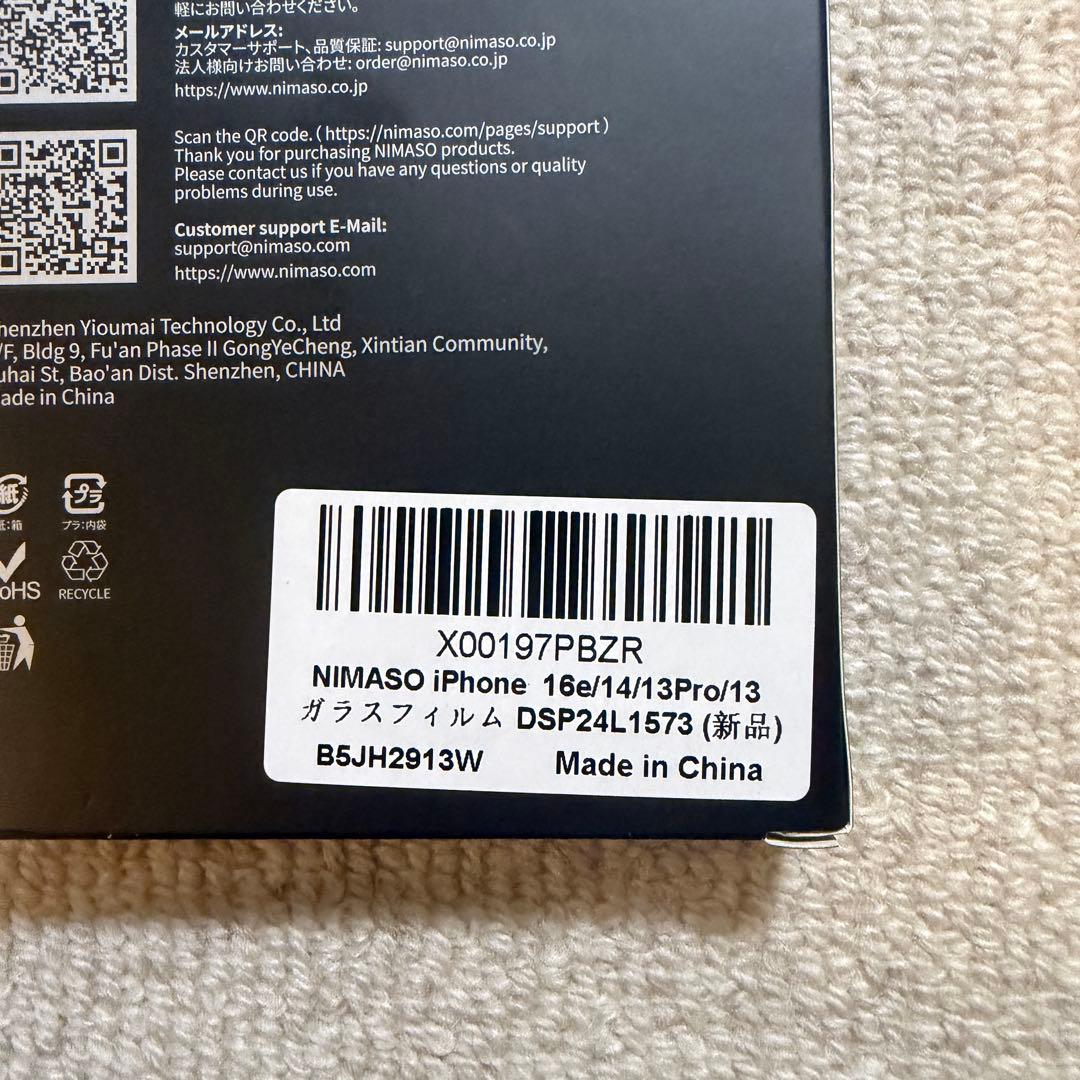 軽にお問い合わせください。
メールアドレス:
カスタマーサポート、品質保証: support@nimaso.co.jp
法人様向けお問い合わせ: order@nimaso.co.jp
https://www.nimaso.co.jp
Scan the QR code. ( https://nimaso.com/pages/support )
Thank you for purchasing NIMASO products.
Please contact us if you have any questions or quality
problems during use.
Customer support E-Mail:
support@nimaso.com
https://www.nimaso.com
henzhen Yioumai Technology Co., Ltd
/F, Bldg 9, Fu'an Phase II GongYeCheng, Xintian Community,
uhai St, Bao'an Dist. Shenzhen, CHINA
ade in China
紙 プラ
紙:箱 プラ:内袋
oHS RECYCLE
X00197PBZR
NIMASO iPhone 16e/14/13Pro/13
ガラスフィルム DSP24L1573 (新品)
B5JH2913W Made in China